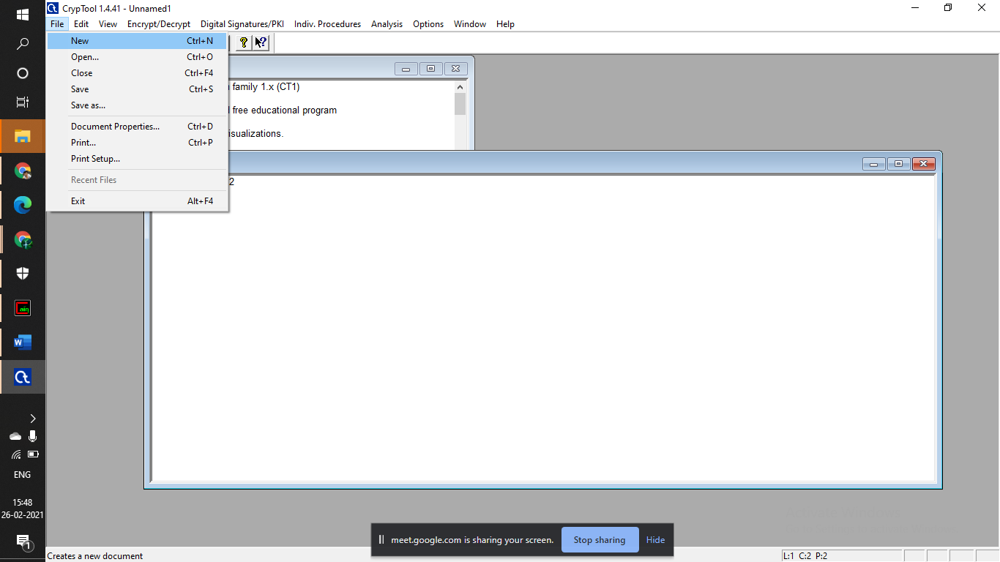 CrypTool 1.4.41 - Unnamed1
File Edit View Encrypt/Decrypt Digital Signatures/PKI Indiv. Procedures Analysis Options Window Help
New Ctrl+N
Open... Ctrl+O
Close Ctrl+F4
Save Ctrl+S
Save as...
Document Properties... Ctrl+D
Print... Ctrl+P
Print Setup...
Recent Files
Exit Alt+F4
family 1.x (CT1)
free educational program
isualizations.
2
Cain
ENG
15:48
26-02-2021
1
meet.google.com is sharing your screen. Stop sharing Hide
Creates a new document
L:1 C:2 P:2